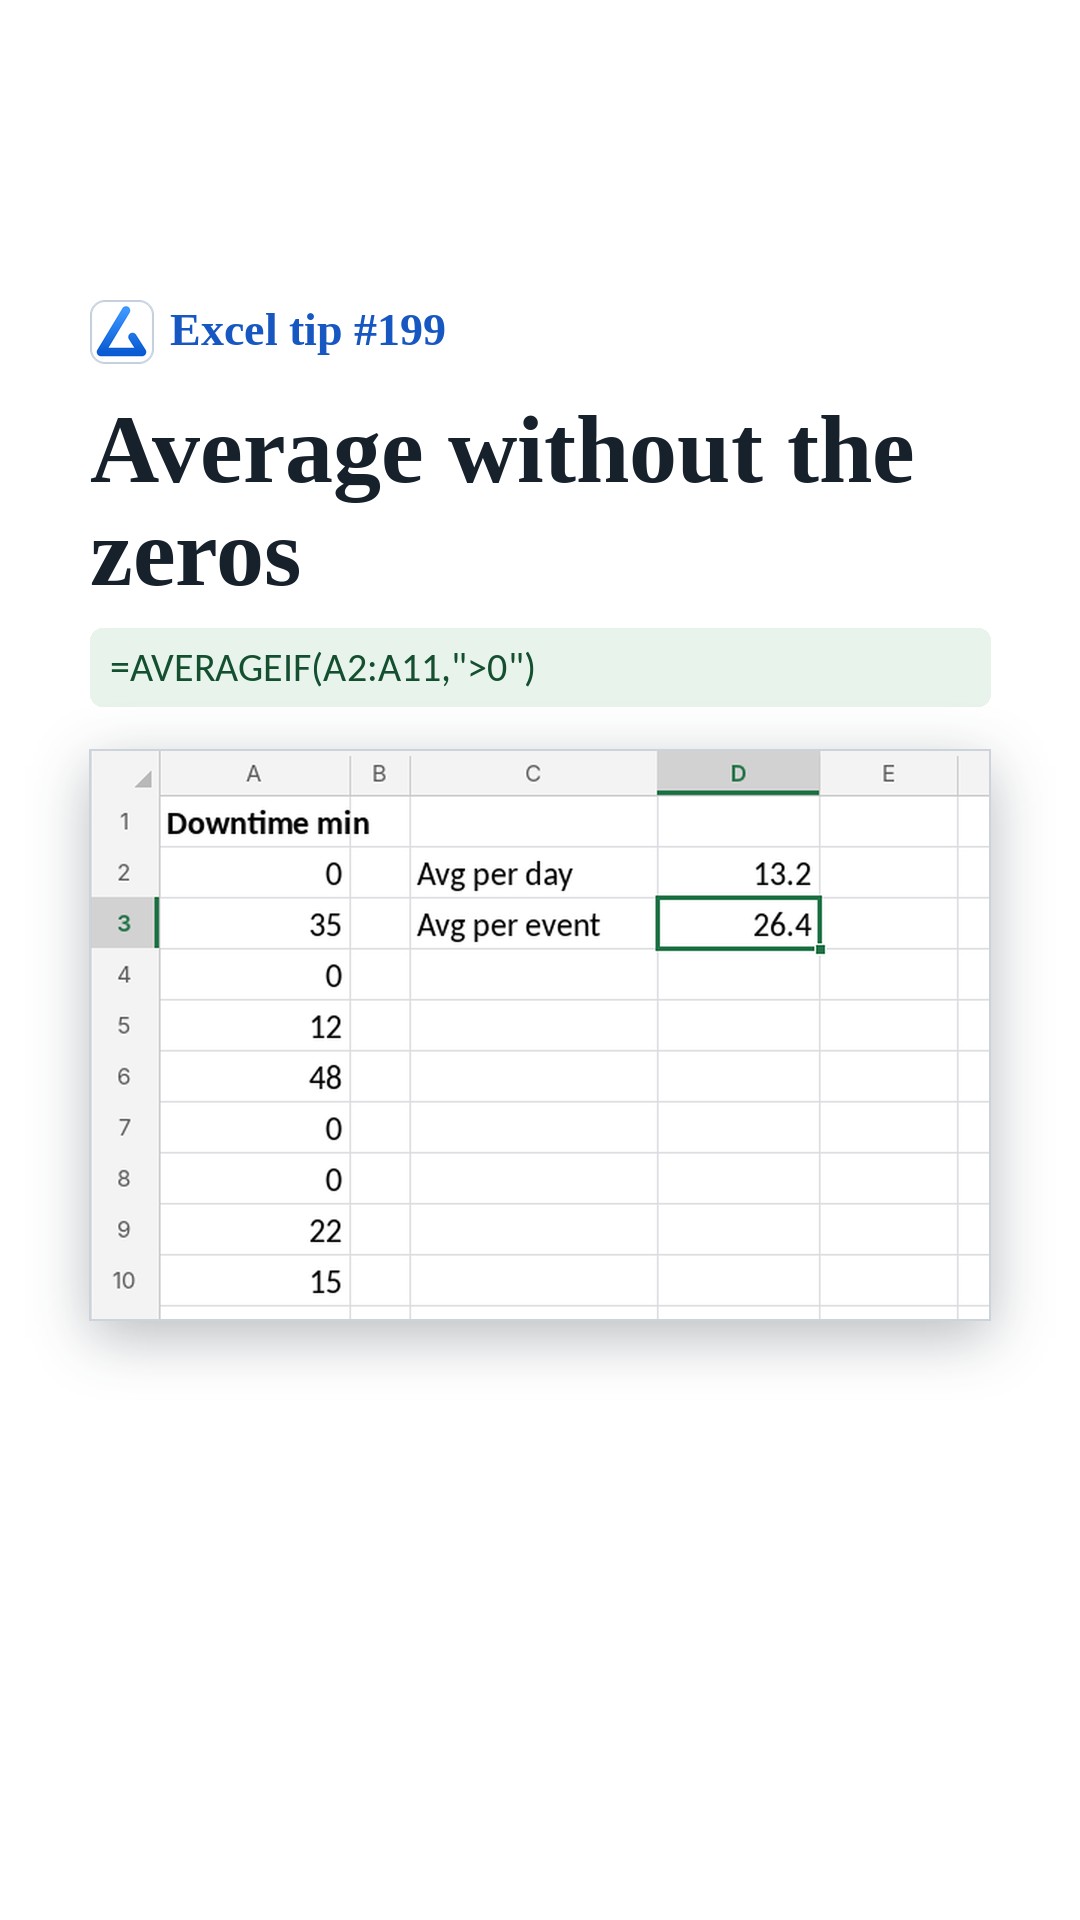 Excel tip #199
Average without the
zeros
=AVERAGEIF(A2:A11,">0")
A B C D E
1 Downtime min
2 0 Avg per day 13.2
3 35 Avg per event 26.4
4 0
5 12
6 48
7 0
8 0
9 22
10 15